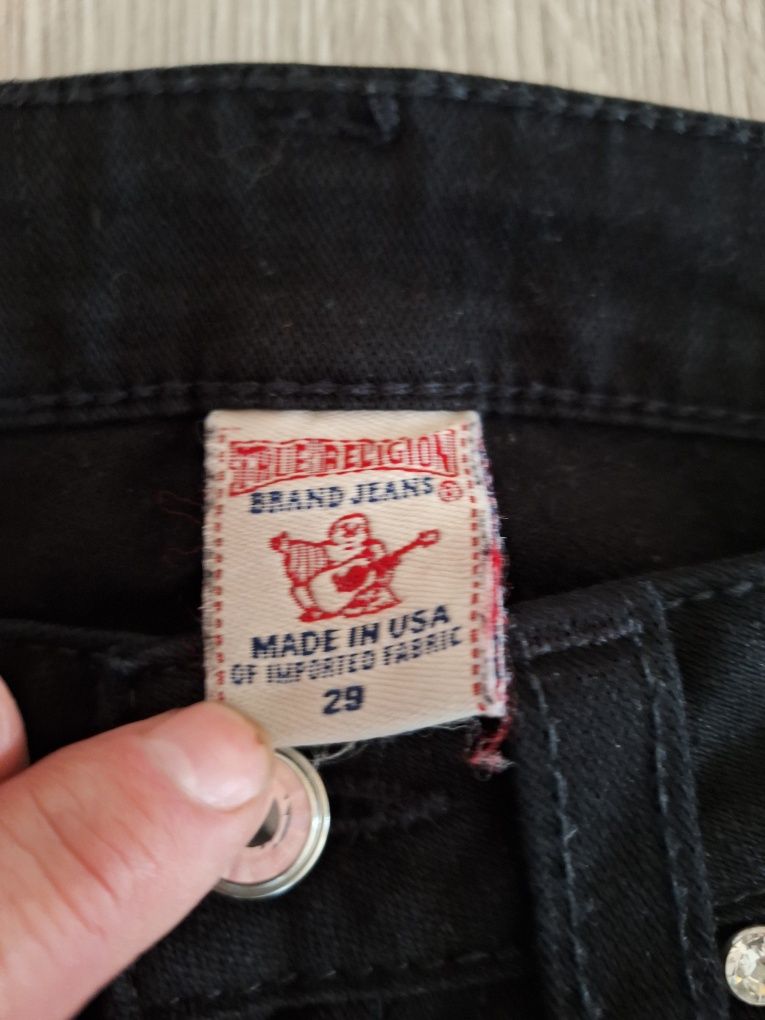 TRUE RELIGION
BRAND JEANS®
MADE IN USA
OF IMPORTED FABRIC
29